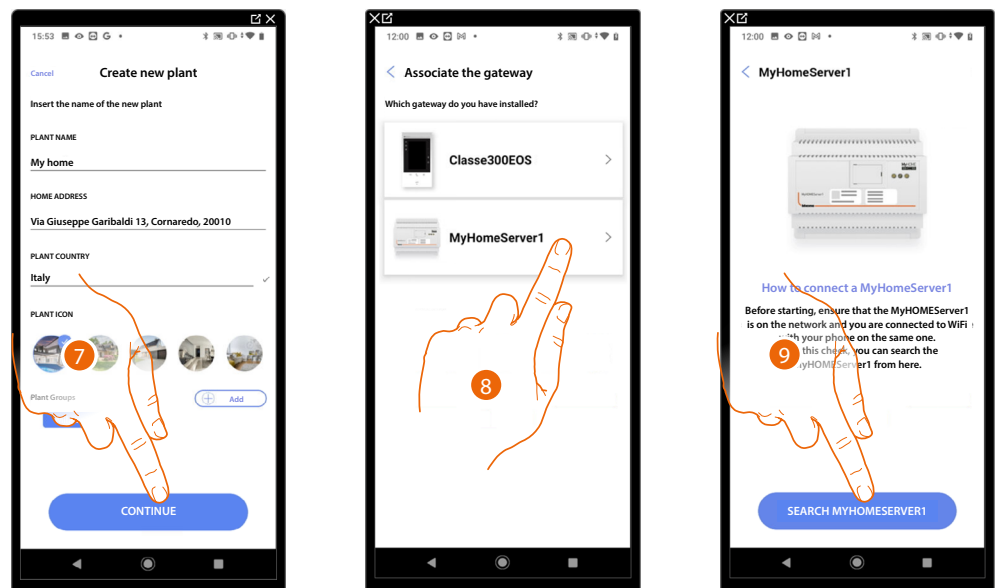 15:53 G •
Cancel
Create new plant
Insert the name of the new plant
PLANT NAME
My home
HOME ADDRESS
Via Giuseppe Garibaldi 13, Cornaredo, 20010
PLANT COUNTRY
Italy
PLANT ICON
7
Plant Groups
Add
CONTINUE
12:00
Associate the gateway
Which gateway do you have installed?
Classe300EOS
MyHomeServer1
8
12:00
MyHomeServer1
How to connect a MyHomeServer1
Before starting, ensure that the MyHOMEServer1
is on the network and you are connected to WiFi
with your phone on the same one.
this check, you can search the
MyHOMEServer1 from here.
9
SEARCH MYHOMESERVER1